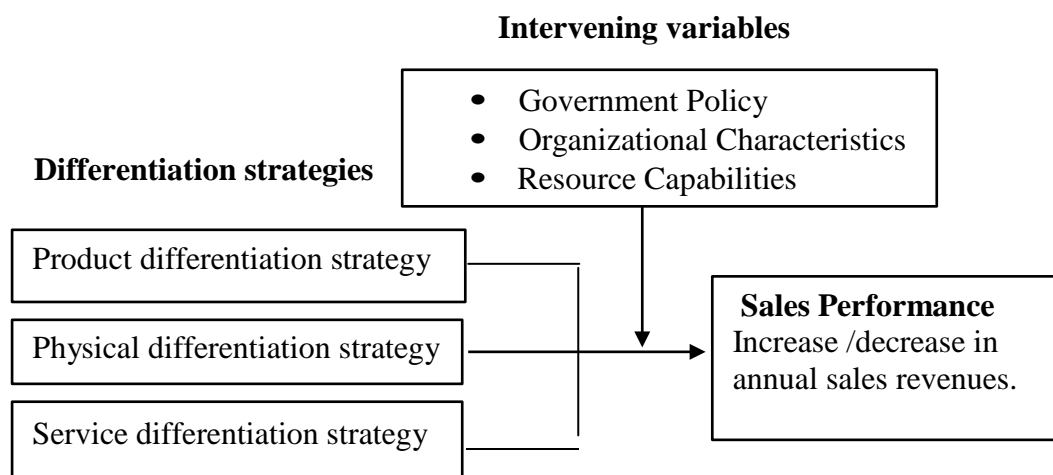 Intervening variables
• Government Policy
• Organizational Characteristics
• Resource Capabilities
Differentiation strategies
Product differentiation strategy
Physical differentiation strategy
Service differentiation strategy
Sales Performance
Increase /decrease in
annual sales revenues.